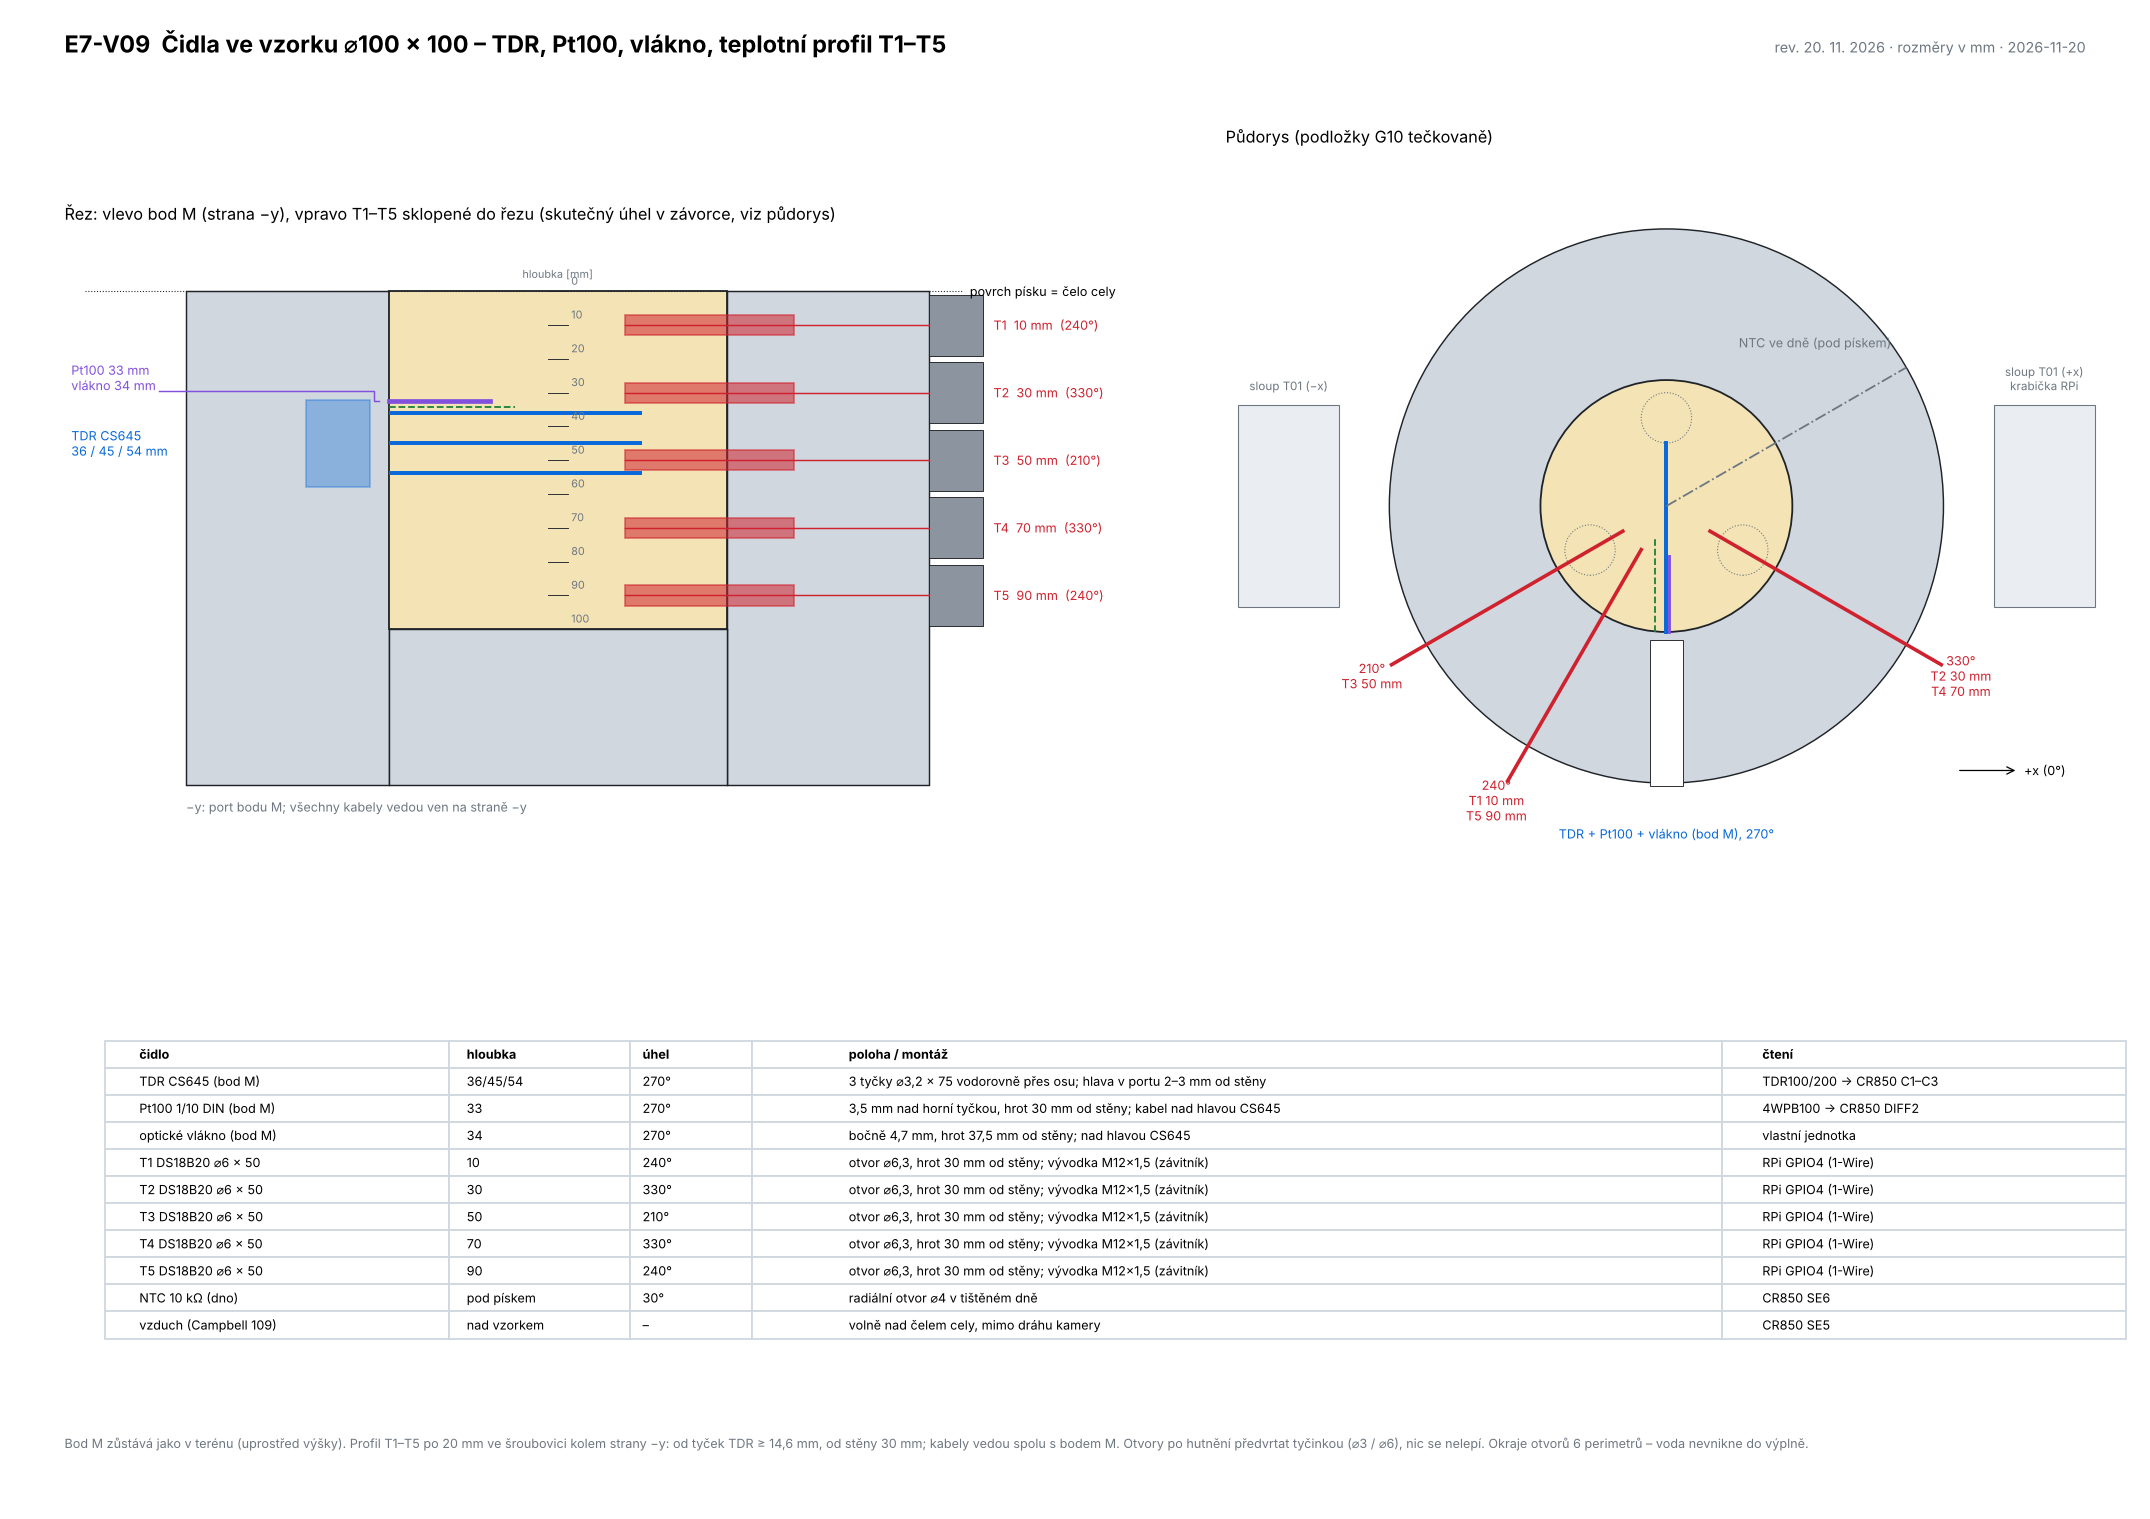 E7-V09 Čidla ve vzorku ⌀100 × 100 – TDR, Pt100, vlákno, teplotní profil T1–T5
rev. 20. 11. 2026 · rozměry v mm · 2026-11-20
Půdorys (podložky G10 tečkovaně)
Řez: vlevo bod M (strana −y), vpravo T1–T5 sklopené do řezu (skutečný úhel v závorce, viz půdorys)
hloubka [mm]
0
10
20
30
40
50
60
70
80
90
100
povrch písku = čelo cely
Pt100 33 mm
vlákno 34 mm
TDR CS645
36 / 45 / 54 mm
T1 10 mm (240°)
T2 30 mm (330°)
T3 50 mm (210°)
T4 70 mm (330°)
T5 90 mm (240°)
−y: port bodu M; všechny kabely vedou ven na straně −y
NTC ve dně (pod pískem)
sloup T01 (−x)
sloup T01 (+x)
krabička RPi
210°
T3 50 mm
330°
T2 30 mm
T4 70 mm
240°
T1 10 mm
T5 90 mm
+x (0°)
TDR + Pt100 + vlákno (bod M), 270°
čidlo hloubka úhel poloha / montáž čtení
TDR CS645 (bod M) 36/45/54 270° 3 tyčky ⌀3,2 × 75 vodorovně přes osu; hlava v portu 2–3 mm od stěny TDR100/200 → CR850 C1–C3
Pt100 1/10 DIN (bod M) 33 270° 3,5 mm nad horní tyčkou, hrot 30 mm od stěny; kabel nad hlavou CS645 4WPB100 → CR850 DIFF2
optické vlákno (bod M) 34 270° bočně 4,7 mm, hrot 37,5 mm od stěny; nad hlavou CS645 vlastní jednotka
T1 DS18B20 ⌀6 × 50 10 240° otvor ⌀6,3, hrot 30 mm od stěny; vývodka M12×1,5 (závitník) RPi GPIO4 (1-Wire)
T2 DS18B20 ⌀6 × 50 30 330° otvor ⌀6,3, hrot 30 mm od stěny; vývodka M12×1,5 (závitník) RPi GPIO4 (1-Wire)
T3 DS18B20 ⌀6 × 50 50 210° otvor ⌀6,3, hrot 30 mm od stěny; vývodka M12×1,5 (závitník) RPi GPIO4 (1-Wire)
T4 DS18B20 ⌀6 × 50 70 330° otvor ⌀6,3, hrot 30 mm od stěny; vývodka M12×1,5 (závitník) RPi GPIO4 (1-Wire)
T5 DS18B20 ⌀6 × 50 90 240° otvor ⌀6,3, hrot 30 mm od stěny; vývodka M12×1,5 (závitník) RPi GPIO4 (1-Wire)
NTC 10 kΩ (dno) pod pískem 30° radiální otvor ⌀4 v tištěném dně CR850 SE6
vzduch (Campbell 109) nad vzorkem – volně nad čelem cely, mimo dráhu kamery CR850 SE5
Bod M zůstává jako v terénu (uprostřed výšky). Profil T1–T5 po 20 mm ve šroubovici kolem strany −y: od tyček TDR ≥ 14,6 mm, od stěny 30 mm; kabely vedou spolu s bodem M. Otvory po hutnění předvrtat tyčinkou (⌀3 / ⌀6), nic se nelepí. Okraje otvorů 6 perimetrů – voda nevnikne do výplně.